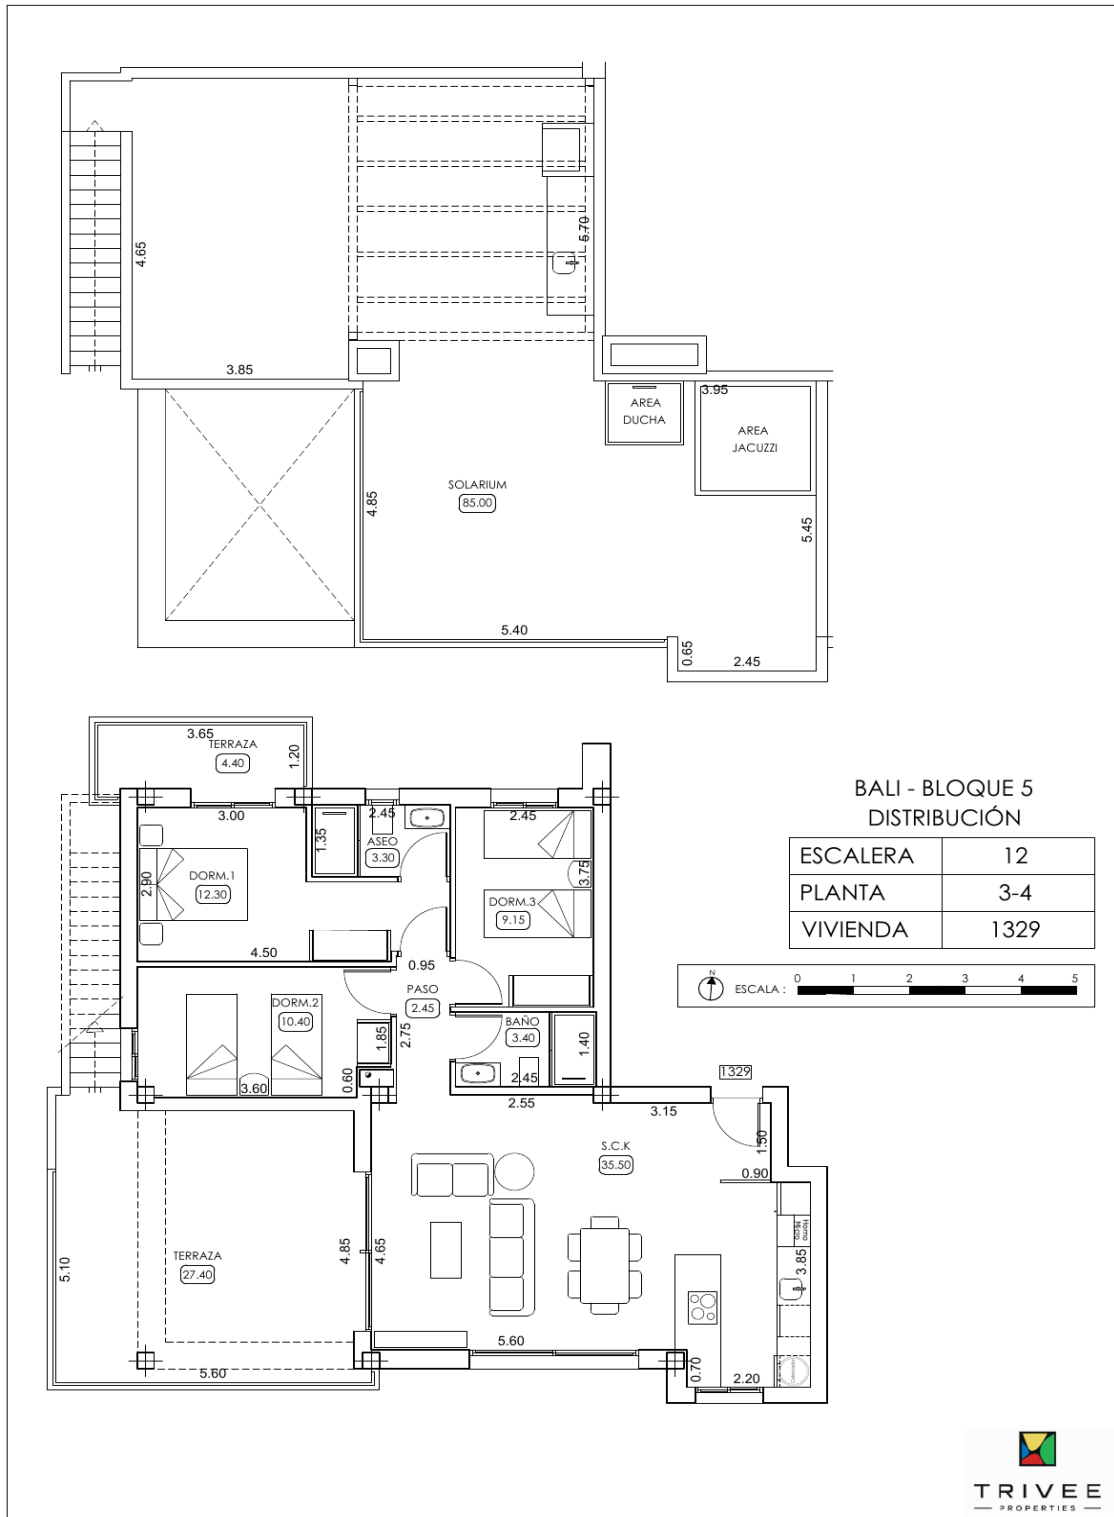 4.65
5.70
3.85
AREA
DUCHA
3.95
AREA
JACUZZI
SOLARIUM
85.00
4.85
5.45
5.40
0.65
2.45
3.65
TERRAZA
4.40
1.20
3.00
2.45
2.45
1.35
ASEO
3.30
DORM.1
12.30
2.90
3.75
DORM.3
9.15
4.50
0.95
PASO
2.45
DORM.2
10.40
BAÑO
3.40
1.85
2.75
1.40
3.60
0.60
2.45
2.55
3.15
1329
1.50
S.C.K
35.50
0.90
Horno
Micro
3.85
TERRAZA
27.40
5.10
4.85
4.65
5.60
5.60
0.70
2.20
Calentador
BALI - BLOQUE 5
DISTRIBUCIÓN
ESCALERA 12
PLANTA 3-4
VIVIENDA 1329
N
ESCALA : 0 1 2 3 4 5
TRIVEE
PROPERTIES